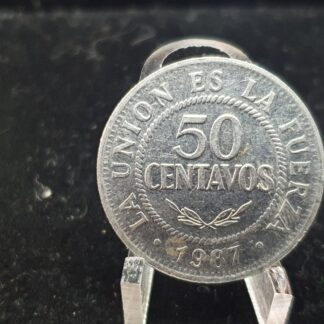 LA UNION ES LA FUERZA
50
CENTAVOS
1987